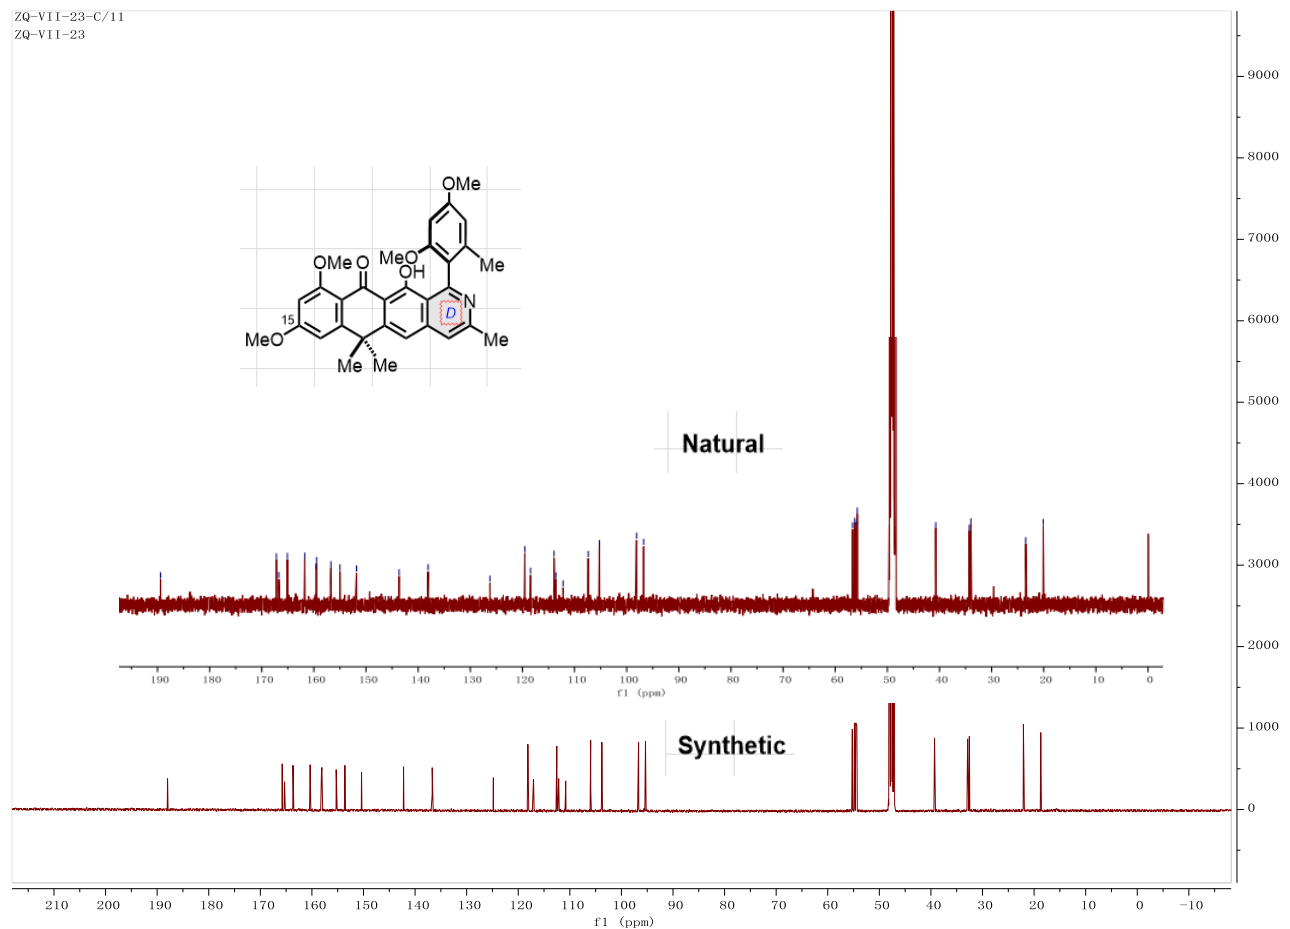 ZQ-VII-23-C/11
ZQ-VII-23
9000
8000
7000
6000
5000
4000
3000
2000
1000
0
OMe
MeO
Me
OMe
O
OH
N
15
D
MeO
Me
Me
Me
Natural
190 180 170 160 150 140 130 120 110 100 90 80 70 60 50 40 30 20 10 0
f1 (ppm)
Synthetic
210 200 190 180 170 160 150 140 130 120 110 100 90 80 70 60 50 40 30 20 10 0 -10
f1 (ppm)